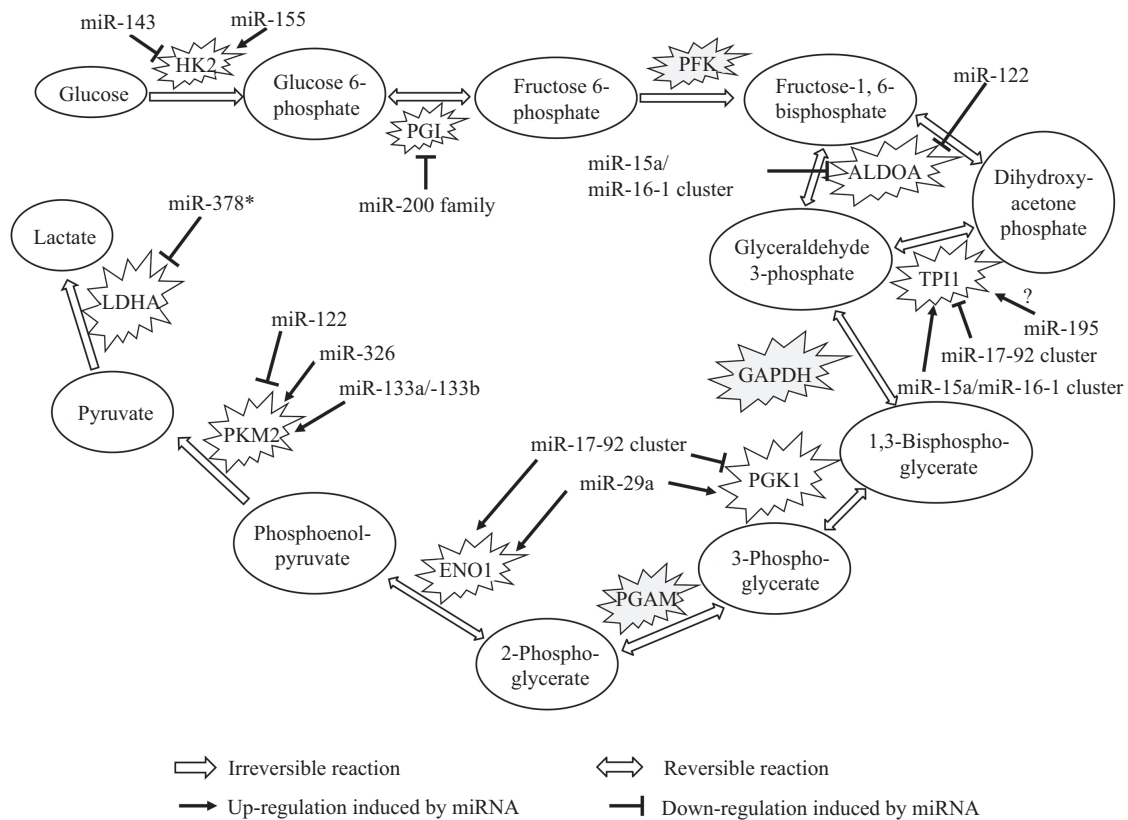 miR-143
miR-155
HK2
Glucose
Glucose 6-
phosphate
PGI
miR-200 family
Fructose 6-
phosphate
PFK
Fructose-1, 6-
bisphosphate
miR-122
miR-15a/
miR-16-1 cluster
ALDOA
Dihydroxy-
acetone
phosphate
Glyceraldehyde
3-phosphate
TPI1
?
miR-195
miR-17-92 cluster
miR-15a/miR-16-1 cluster
GAPDH
1,3-Bisphospho-
glycerate
miR-17-92 cluster
miR-29a
PGK1
3-Phospho-
glycerate
PGAM
2-Phospho-
glycerate
ENO1
Phosphoenol-
pyruvate
miR-122
miR-326
miR-133a/-133b
PKM2
Pyruvate
miR-378*
LDHA
Lactate
Irreversible reaction
Reversible reaction
Up-regulation induced by miRNA
Down-regulation induced by miRNA